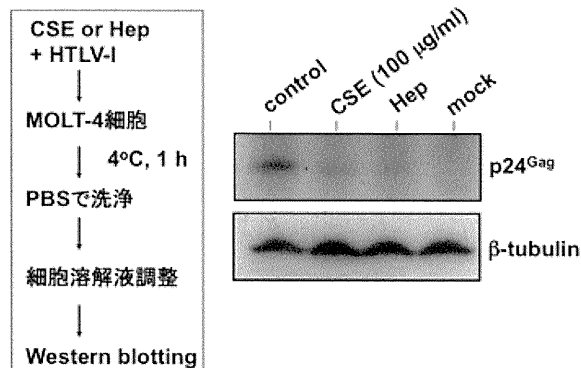 CSE or Hep
+ HTLV-I
MOLT-4細胞
4ºC, 1 h
PBSで洗浄
細胞溶解液調整
Western blotting
control
CSE (100 μg/ml)
Hep
mock
p24Gag
β-tubulin